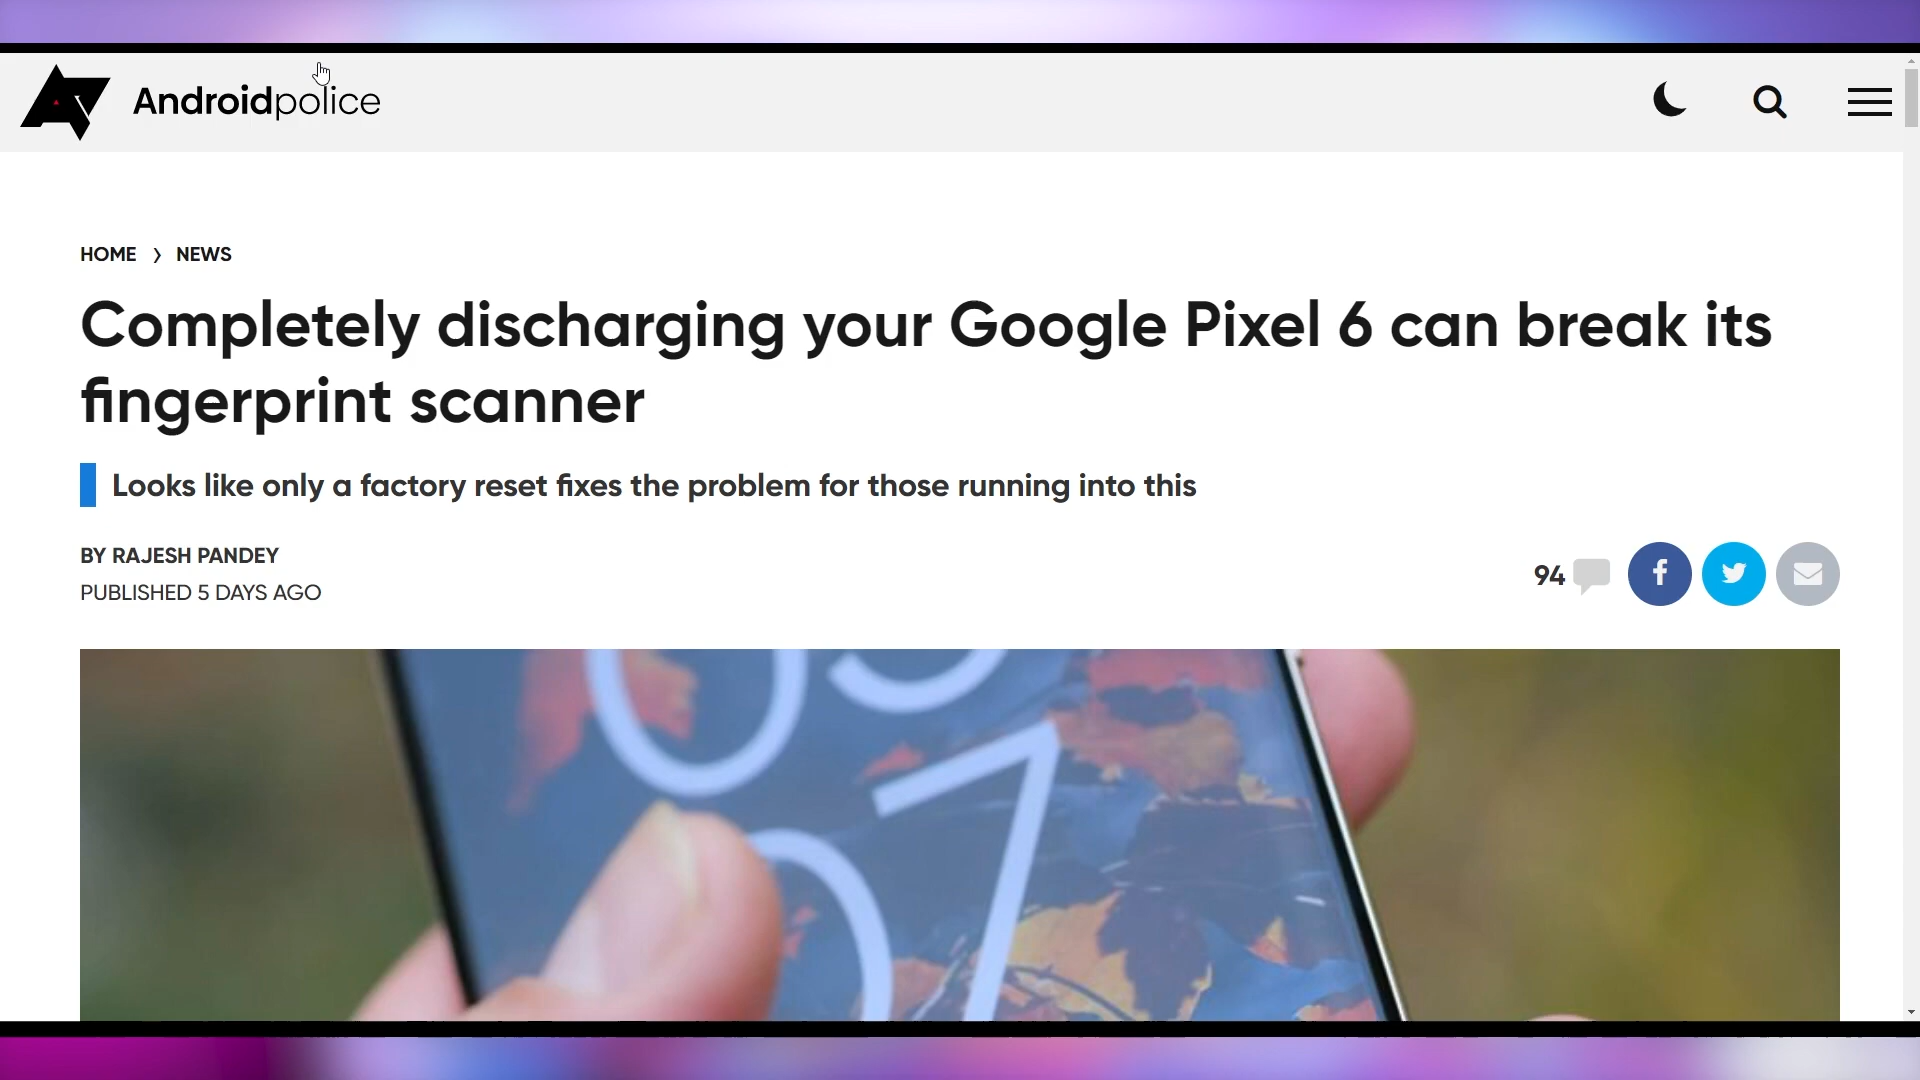 Androidpolice
HOME > NEWS
Completely discharging your Google Pixel 6 can break its
fingerprint scanner
Looks like only a factory reset fixes the problem for those running into this
BY RAJESH PANDEY
PUBLISHED 5 DAYS AGO
94
07